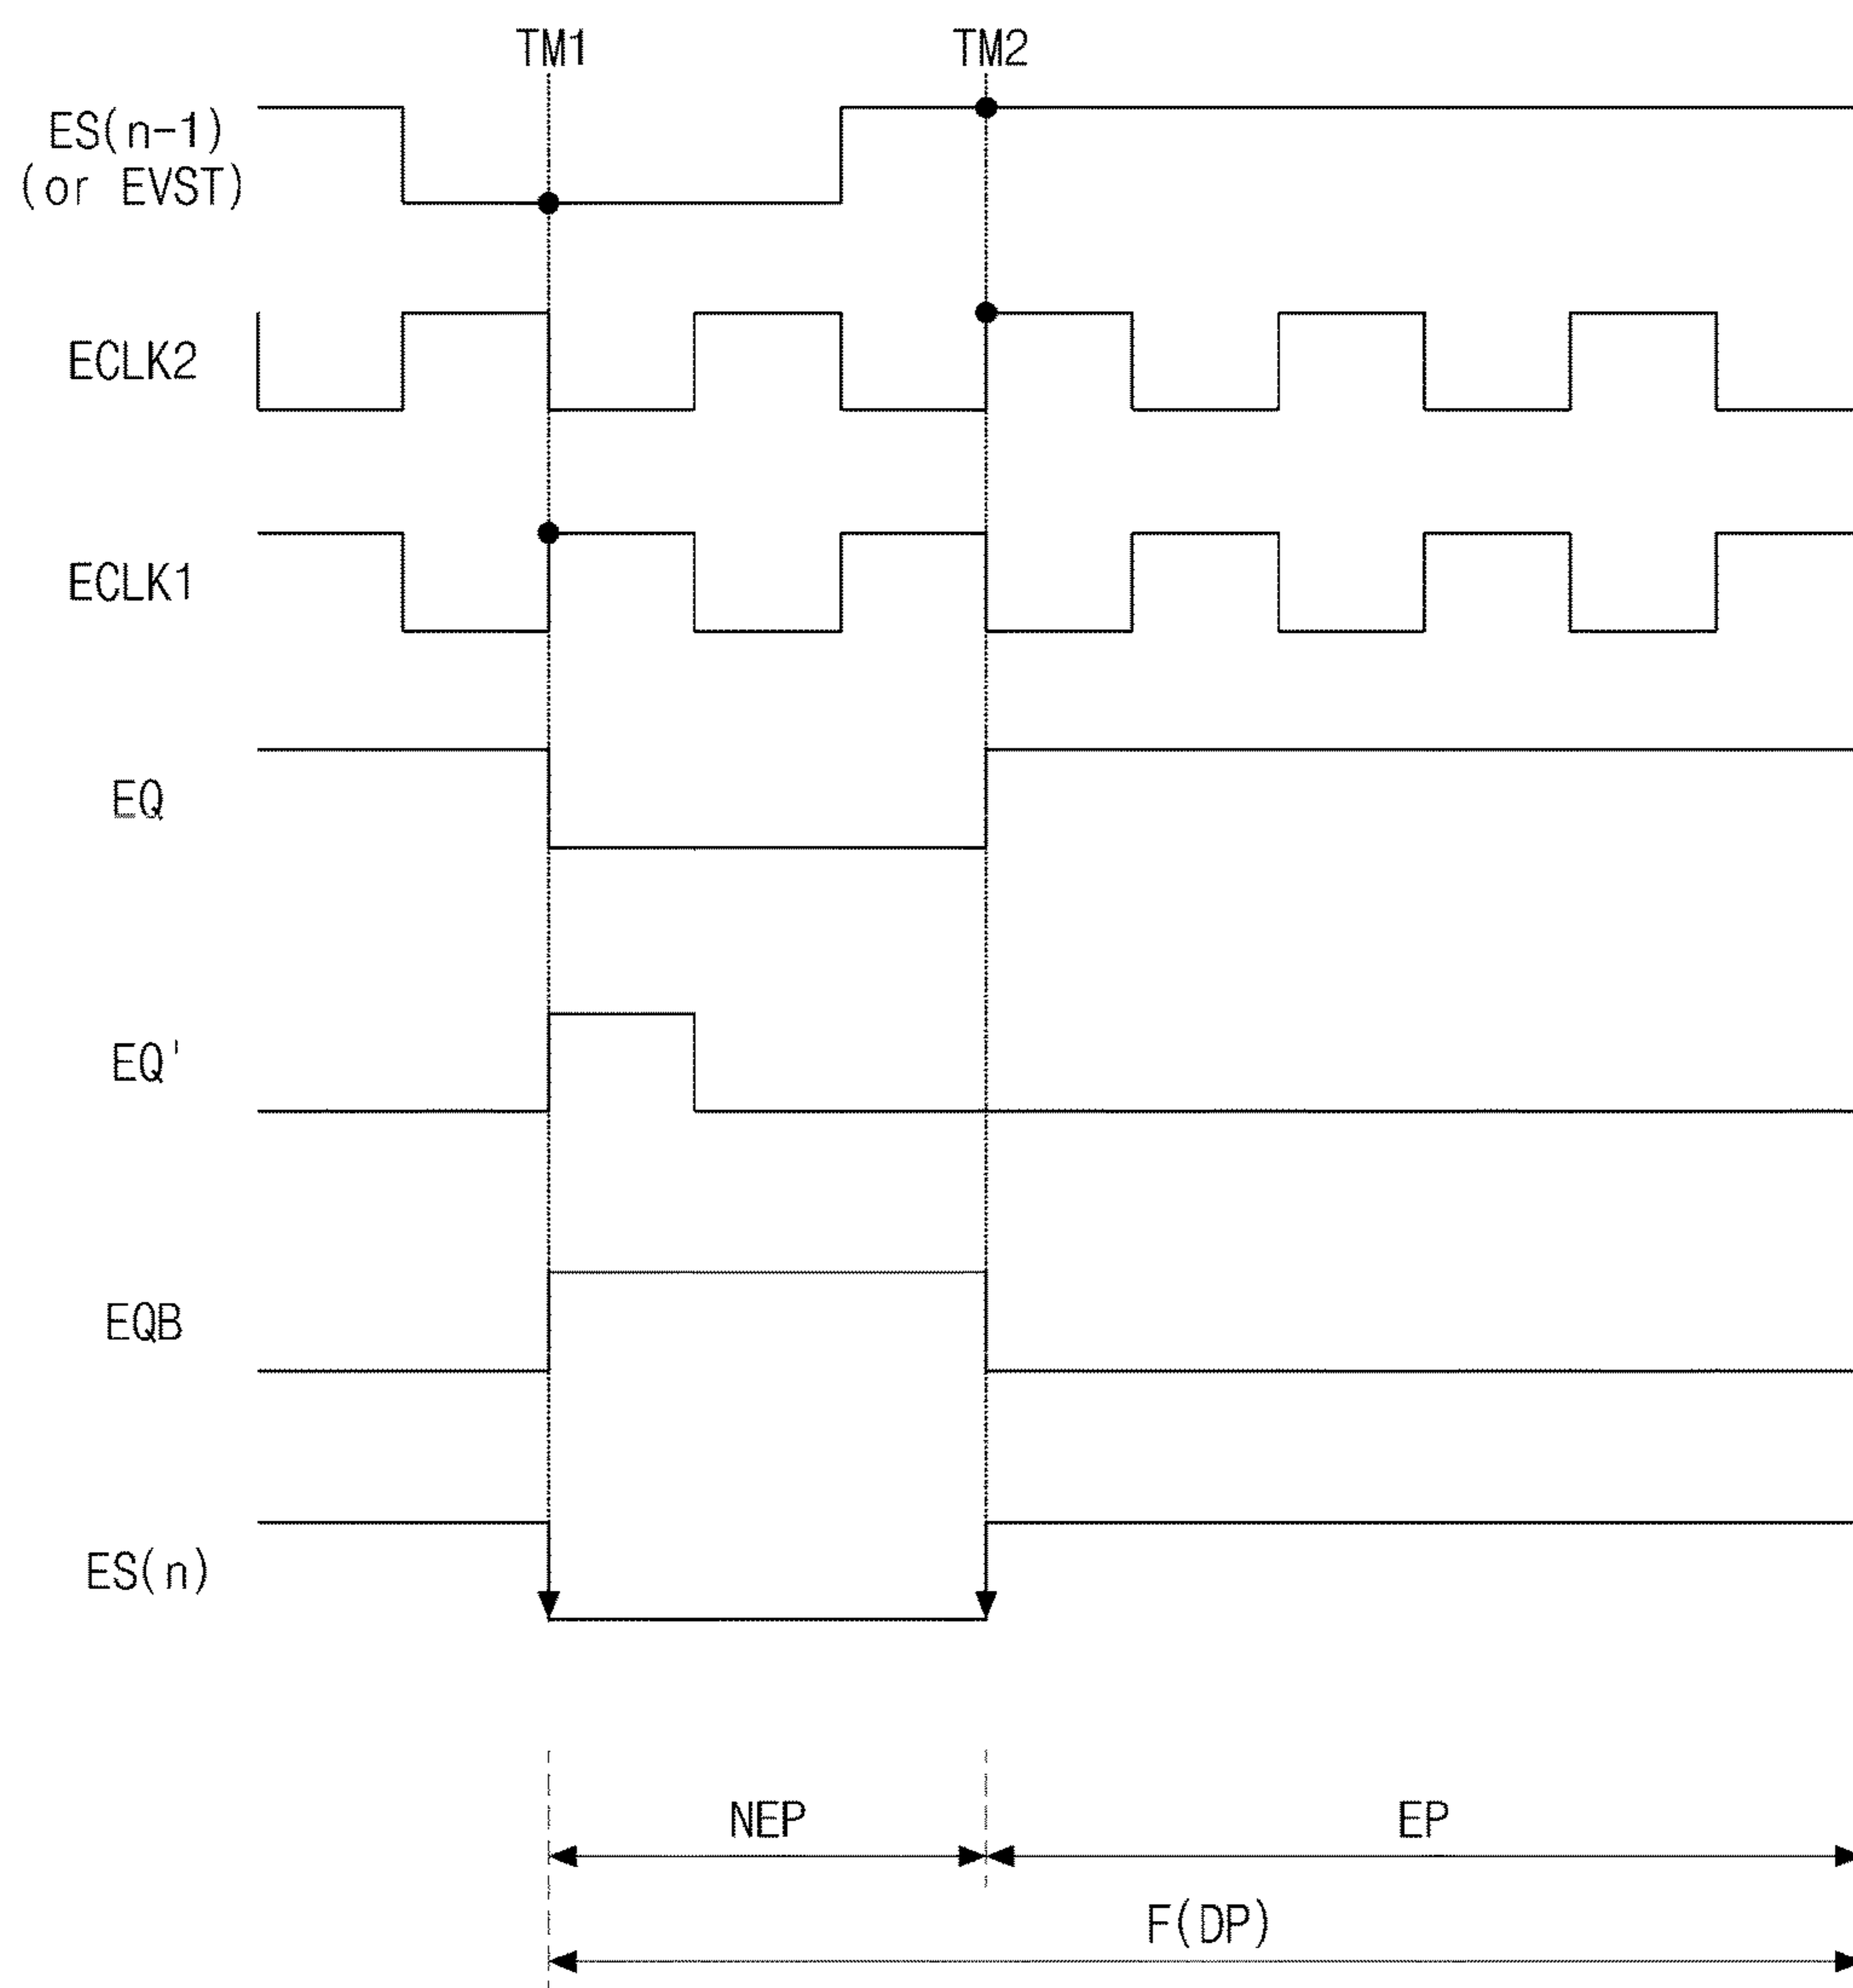 TM1
TM2
ES(n-1)
(or EVST)
ECLK2
ECLK1
EQ
EQ'
EQB
ES(n)
NEP
EP
F(DP)